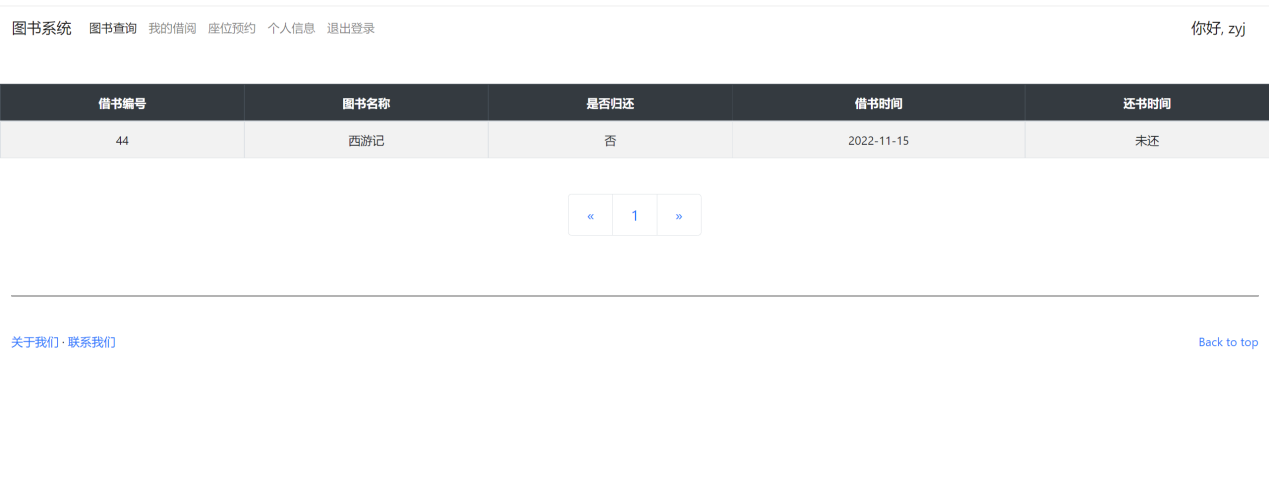 图书系统 图书查询 我的借阅 座位预约 个人信息 退出登录 你好, zyj
借书编号 图书名称 是否归还 借书时间 还书时间
44 西游记 否 2022-11-15 未还
« 1 »
关于我们 · 联系我们 Back to top